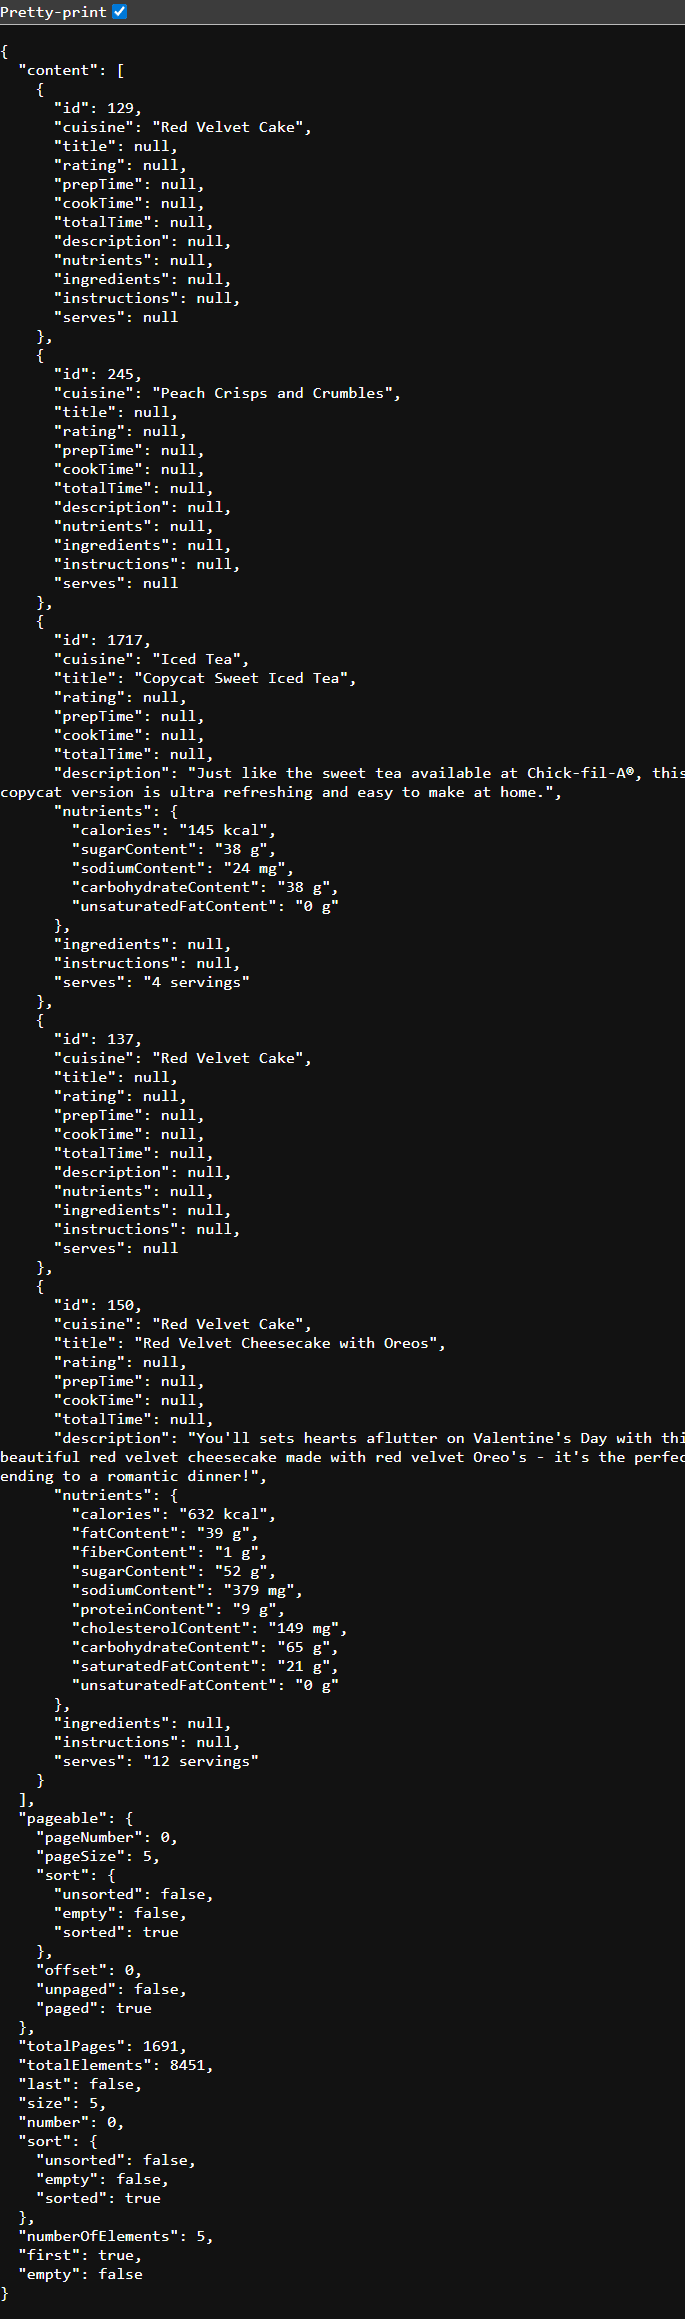 Pretty-print
{
  "content": [
    {
      "id": 129,
      "cuisine": "Red Velvet Cake",
      "title": null,
      "rating": null,
      "prepTime": null,
      "cookTime": null,
      "totalTime": null,
      "description": null,
      "nutrients": null,
      "ingredients": null,
      "instructions": null,
      "serves": null
    },
    {
      "id": 245,
      "cuisine": "Peach Crisps and Crumbles",
      "title": null,
      "rating": null,
      "prepTime": null,
      "cookTime": null,
      "totalTime": null,
      "description": null,
      "nutrients": null,
      "ingredients": null,
      "instructions": null,
      "serves": null
    },
    {
      "id": 1717,
      "cuisine": "Iced Tea",
      "title": "Copycat Sweet Iced Tea",
      "rating": null,
      "prepTime": null,
      "cookTime": null,
      "totalTime": null,
      "description": "Just like the sweet tea available at Chick-fil-A®, this
copycat version is ultra refreshing and easy to make at home.",
      "nutrients": {
        "calories": "145 kcal",
        "sugarContent": "38 g",
        "sodiumContent": "24 mg",
        "carbohydrateContent": "38 g",
        "unsaturatedFatContent": "0 g"
      },
      "ingredients": null,
      "instructions": null,
      "serves": "4 servings"
    },
    {
      "id": 137,
      "cuisine": "Red Velvet Cake",
      "title": null,
      "rating": null,
      "prepTime": null,
      "cookTime": null,
      "totalTime": null,
      "description": null,
      "nutrients": null,
      "ingredients": null,
      "instructions": null,
      "serves": null
    },
    {
      "id": 150,
      "cuisine": "Red Velvet Cake",
      "title": "Red Velvet Cheesecake with Oreos",
      "rating": null,
      "prepTime": null,
      "cookTime": null,
      "totalTime": null,
      "description": "You'll sets hearts aflutter on Valentine's Day with thi
beautiful red velvet cheesecake made with red velvet Oreo's - it's the perfec
ending to a romantic dinner!",
      "nutrients": {
        "calories": "632 kcal",
        "fatContent": "39 g",
        "fiberContent": "1 g",
        "sugarContent": "52 g",
        "sodiumContent": "379 mg",
        "proteinContent": "9 g",
        "cholesterolContent": "149 mg",
        "carbohydrateContent": "65 g",
        "saturatedFatContent": "21 g",
        "unsaturatedFatContent": "0 g"
      },
      "ingredients": null,
      "instructions": null,
      "serves": "12 servings"
    }
  ],
  "pageable": {
    "pageNumber": 0,
    "pageSize": 5,
    "sort": {
      "unsorted": false,
      "empty": false,
      "sorted": true
    },
    "offset": 0,
    "unpaged": false,
    "paged": true
  },
  "totalPages": 1691,
  "totalElements": 8451,
  "last": false,
  "size": 5,
  "number": 0,
  "sort": {
    "unsorted": false,
    "empty": false,
    "sorted": true
  },
  "numberOfElements": 5,
  "first": true,
  "empty": false
}